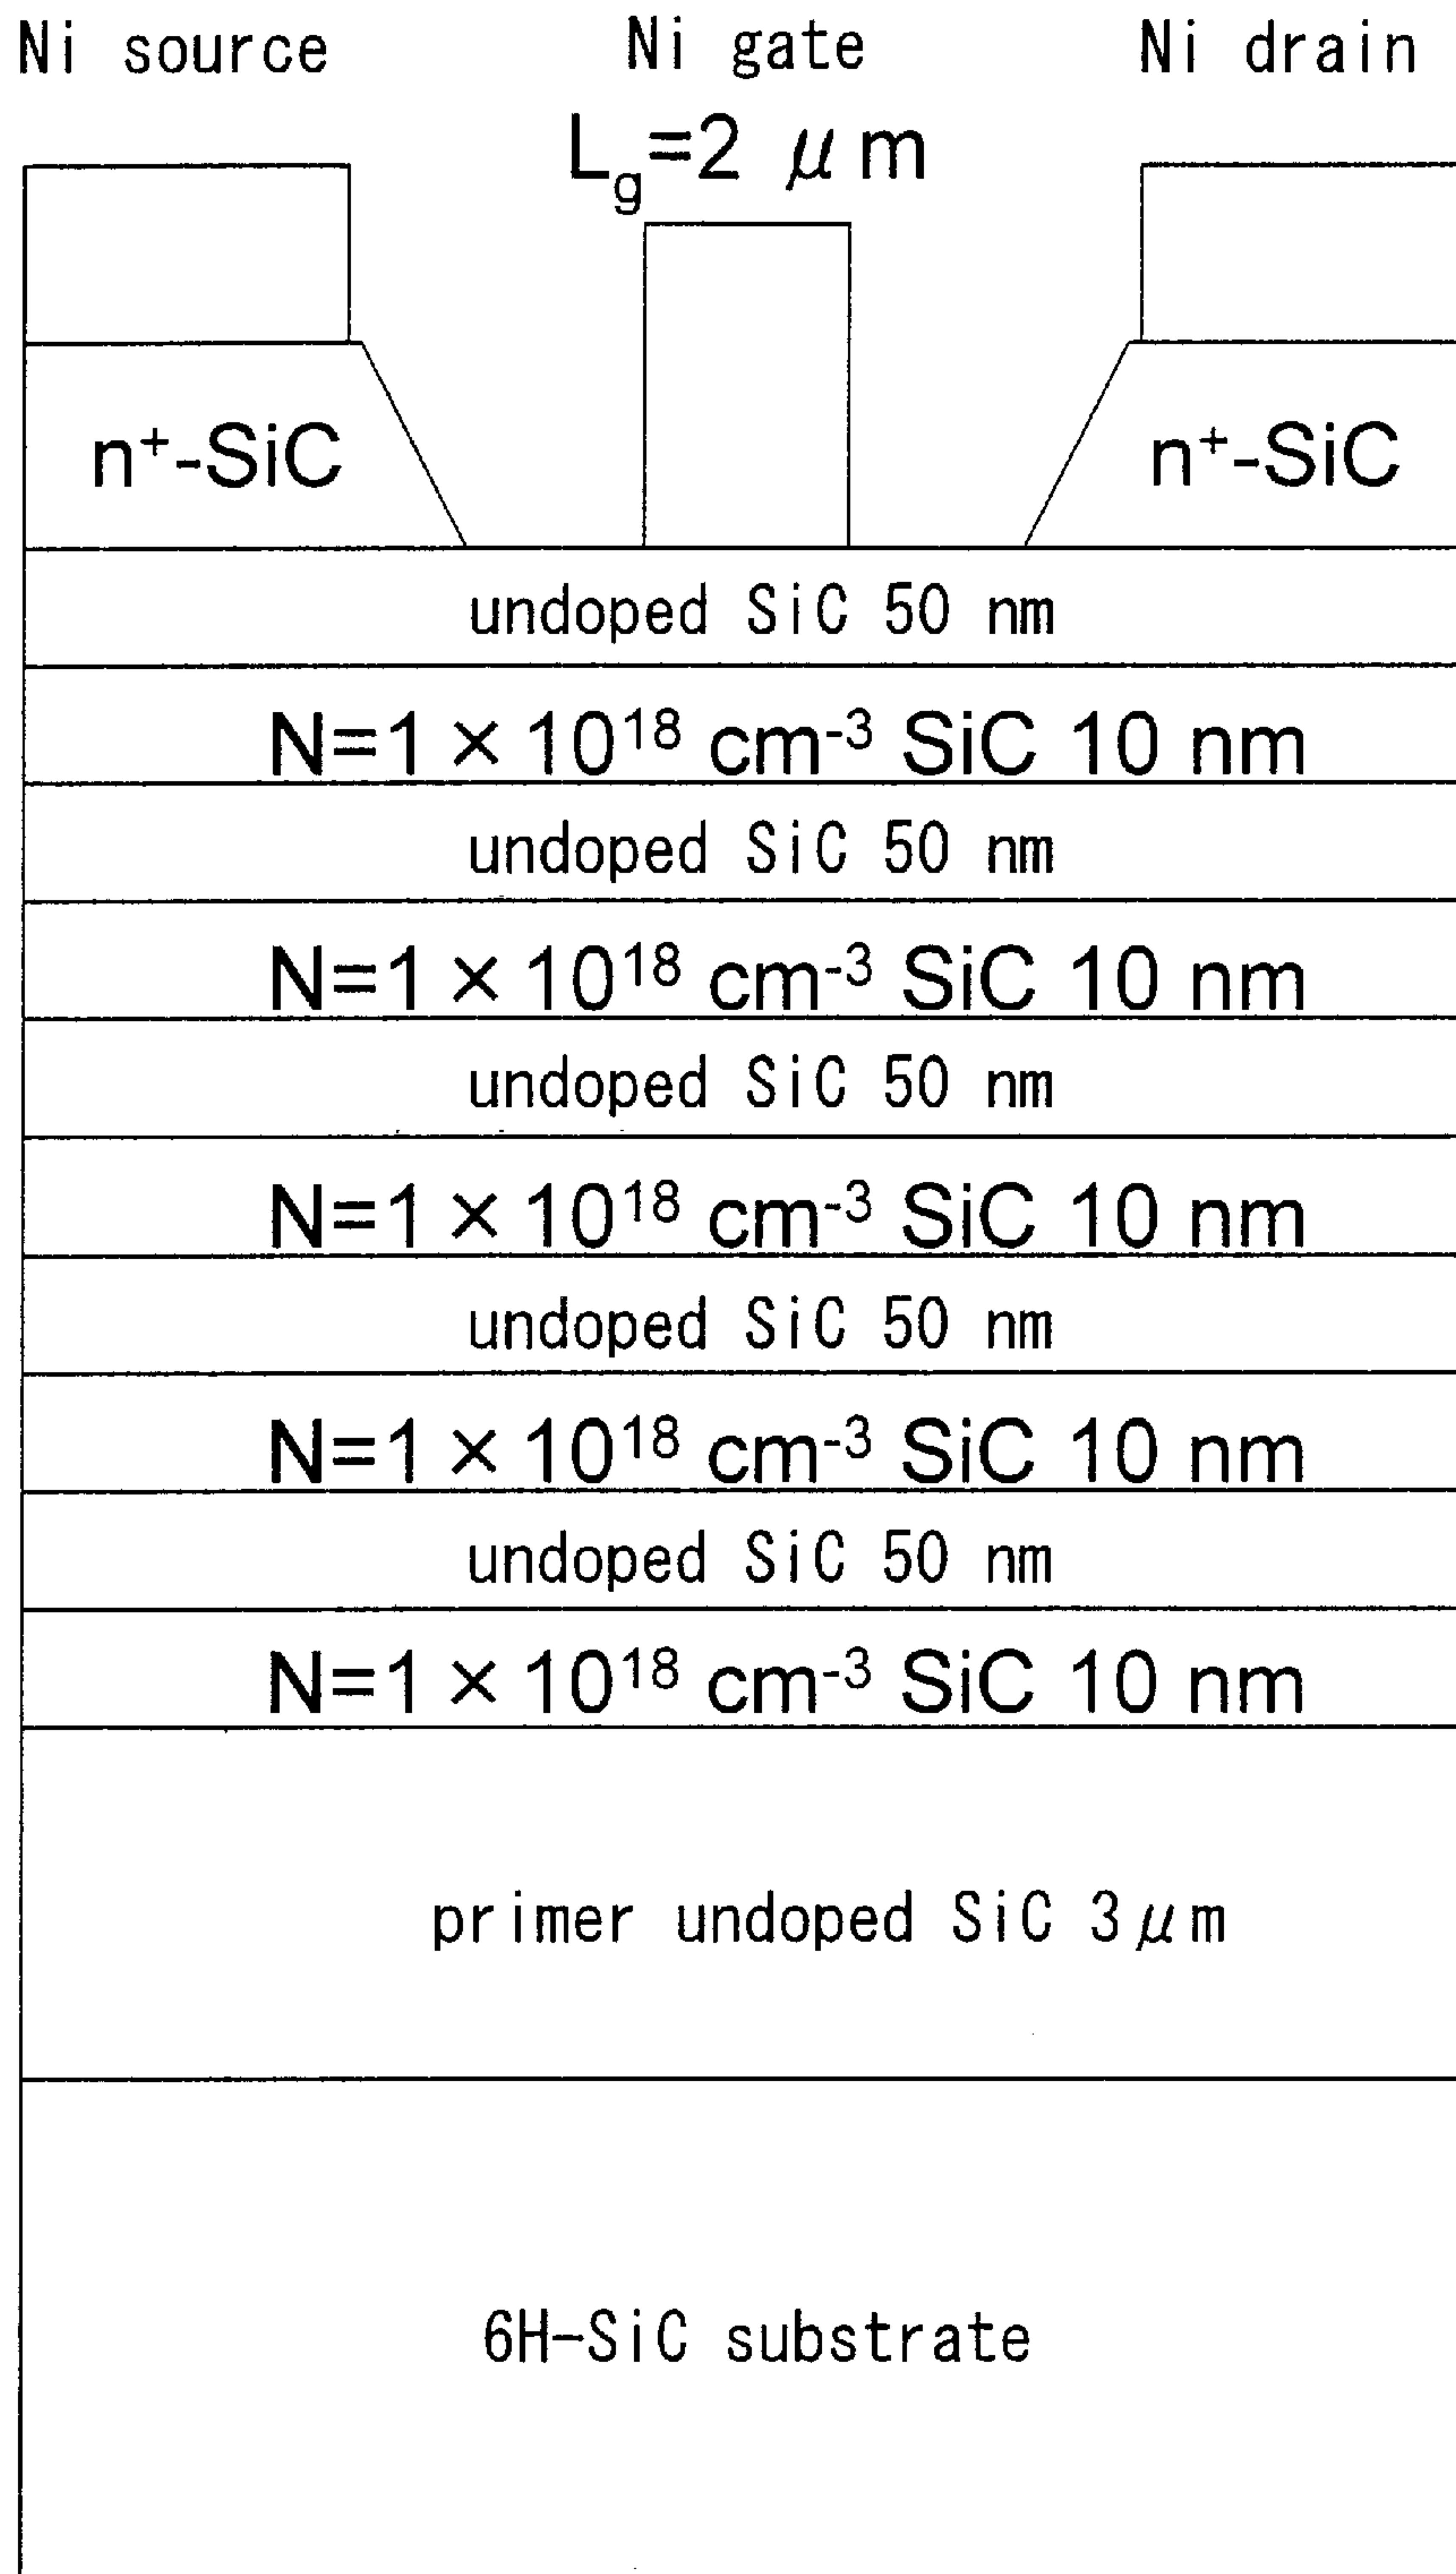 Ni source Ni gate Ni drain
Lg=2 μm
n⁺-SiC n⁺-SiC
undoped SiC 50 nm
N=1×10¹⁸ cm⁻³ SiC 10 nm
undoped SiC 50 nm
N=1×10¹⁸ cm⁻³ SiC 10 nm
undoped SiC 50 nm
N=1×10¹⁸ cm⁻³ SiC 10 nm
undoped SiC 50 nm
N=1×10¹⁸ cm⁻³ SiC 10 nm
undoped SiC 50 nm
N=1×10¹⁸ cm⁻³ SiC 10 nm
primer undoped SiC 3μm
6H-SiC substrate